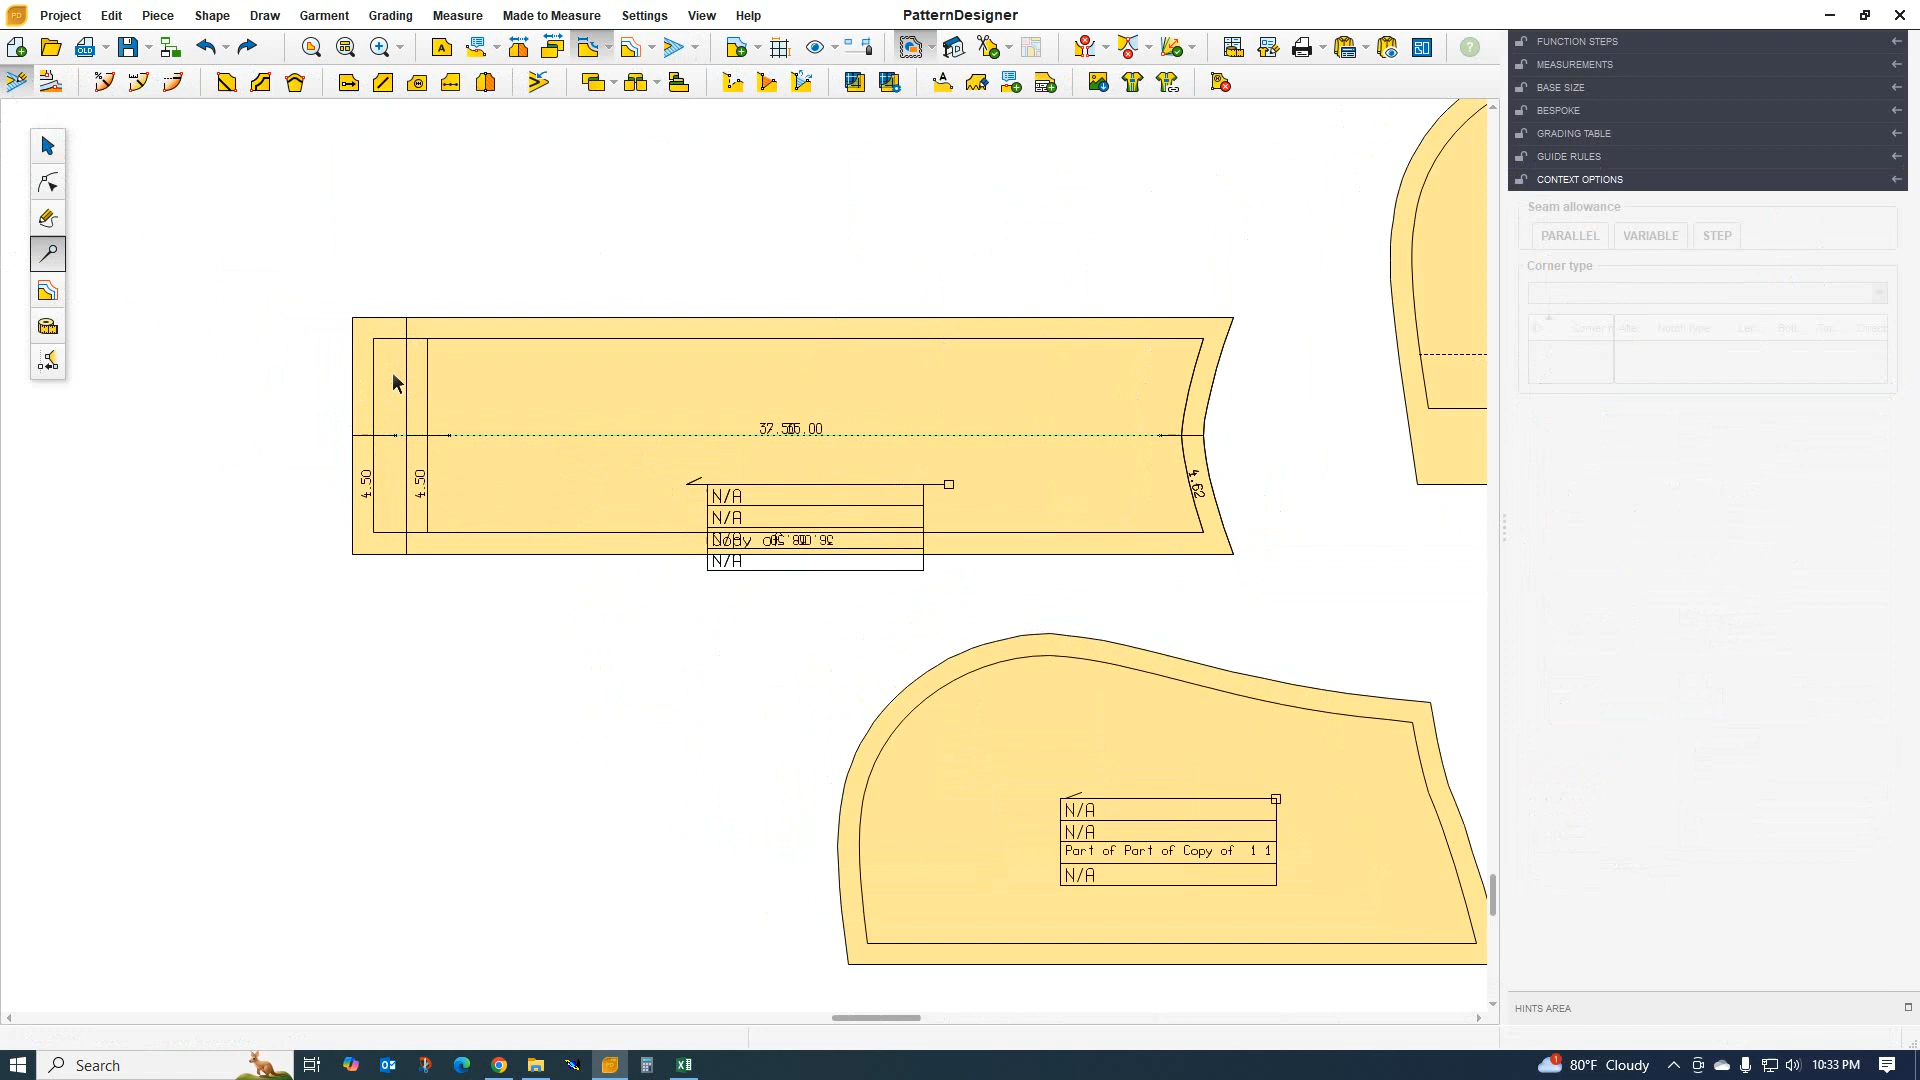 Project Edit Piece Shape Draw Garment Grading Measure Made to Measure Settings View Help PatternDesigner
FUNCTION STEPS
MEASUREMENTS
BASE SIZE
BESPOKE
GRADING TABLE
GUIDE RULES
CONTEXT OPTIONS
Seam allowance
PARALLEL VARIABLE STEP
Corner type
Notch type
4.50
4.50
4.62
N/A
N/A
N/A
N/A
N/A
Part of Part of Copy of 1 1
N/A
HINTS AREA
Search
80°F Cloudy
10:33 PM